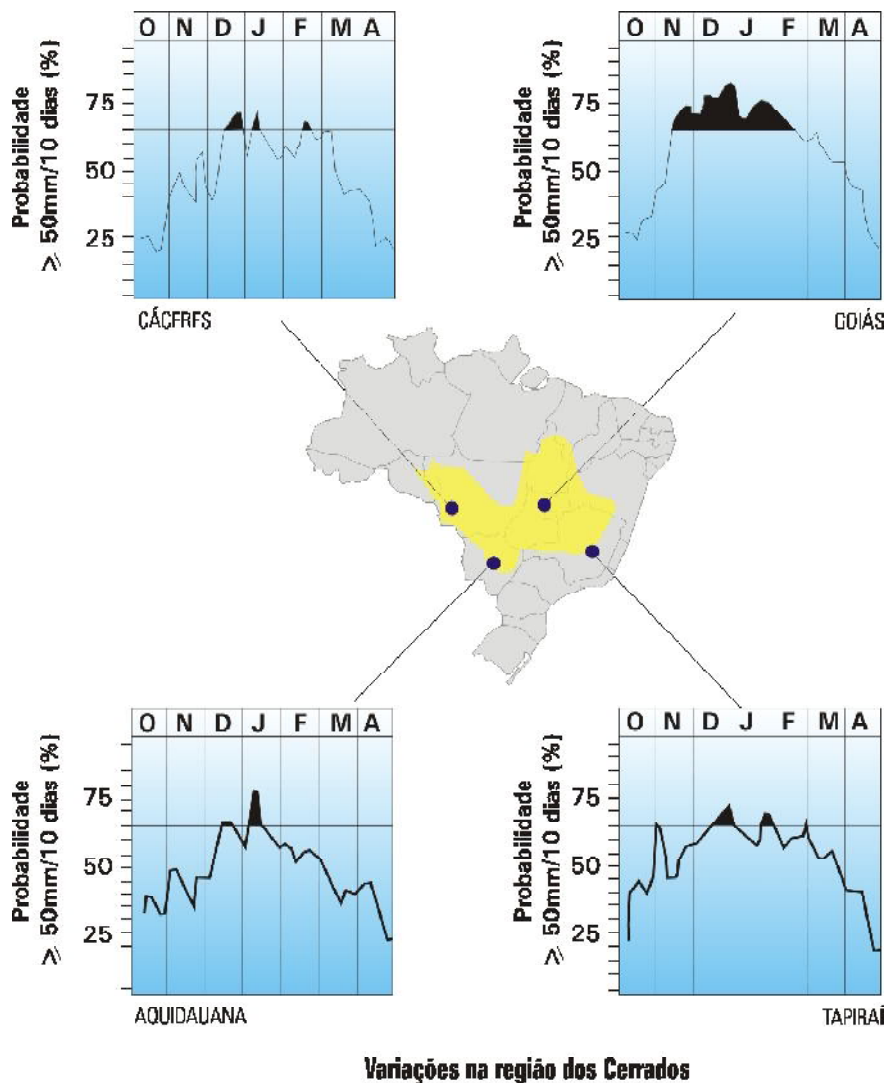 O N D J F M A
Probabilidade
≥ 50mm/10 dias (%)
75
50
25
CÁÇFRFS
O N D J F M A
Probabilidade
≥ 50mm/10 dias (%)
75
50
25
GOIÁS
O N D J F M A
Probabilidade
≥ 50mm/10 dias (%)
75
50
25
AQUIDAUANA
O N D J F M A
Probabilidade
≥ 50mm/10 dias (%)
75
50
25
TAPIRAÍ
Variações na região dos Cerrados